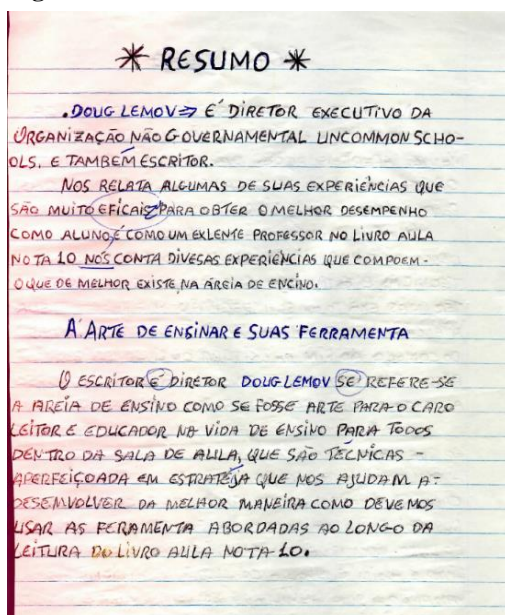 * RESUMO *
. DOUG LEMOV => É DIRETOR EXECUTIVO DA
ORGANIZAÇÃO NÃO GOVERNAMENTAL UNCOMMON SCHO-
OLS, E TAMBÉM ESCRITOR.
NOS RELATA ALGUMAS DE SUAS EXPERIÊNCIAS QUE
SÃO MUITO EFICAIS PARA OBTER O MELHOR DESEMPENHO
COMO ALUNO, É COMO UM EXLENTE PROFESSOR NO LIVRO AULA
NOTA 10 NOS CONTA DIVESAS EXPERIÊNCIAS QUE COMPOEM-
O QUE DE MELHOR EXISTE, NA ÁREIA DE ENCINO.
A ARTE DE ENSINAR E SUAS FERRAMENTA
O ESCRITOR E DIRETOR DOUG LEMOV SE REFERE-SE
A AREIA DE ENSINO COMO SE FOSSE ARTE PARA O CARO
LEITOR E EDUCADOR NA VIDA DE ENSINO PARA TODOS
DENTRO DA SALA DE AULA, QUE SÃO TÉCNICAS -
APERFEIÇOADA EM ESTRATEJA QUE NOS AJUDAM A-
DESEMVOLVER DA MELHOR MANEIRA COMO DEVEMOS
USAR AS FERAMENTA ABORDADAS AO LONGO DA
LEITURA DO LIVRO AULA NOTA 10.